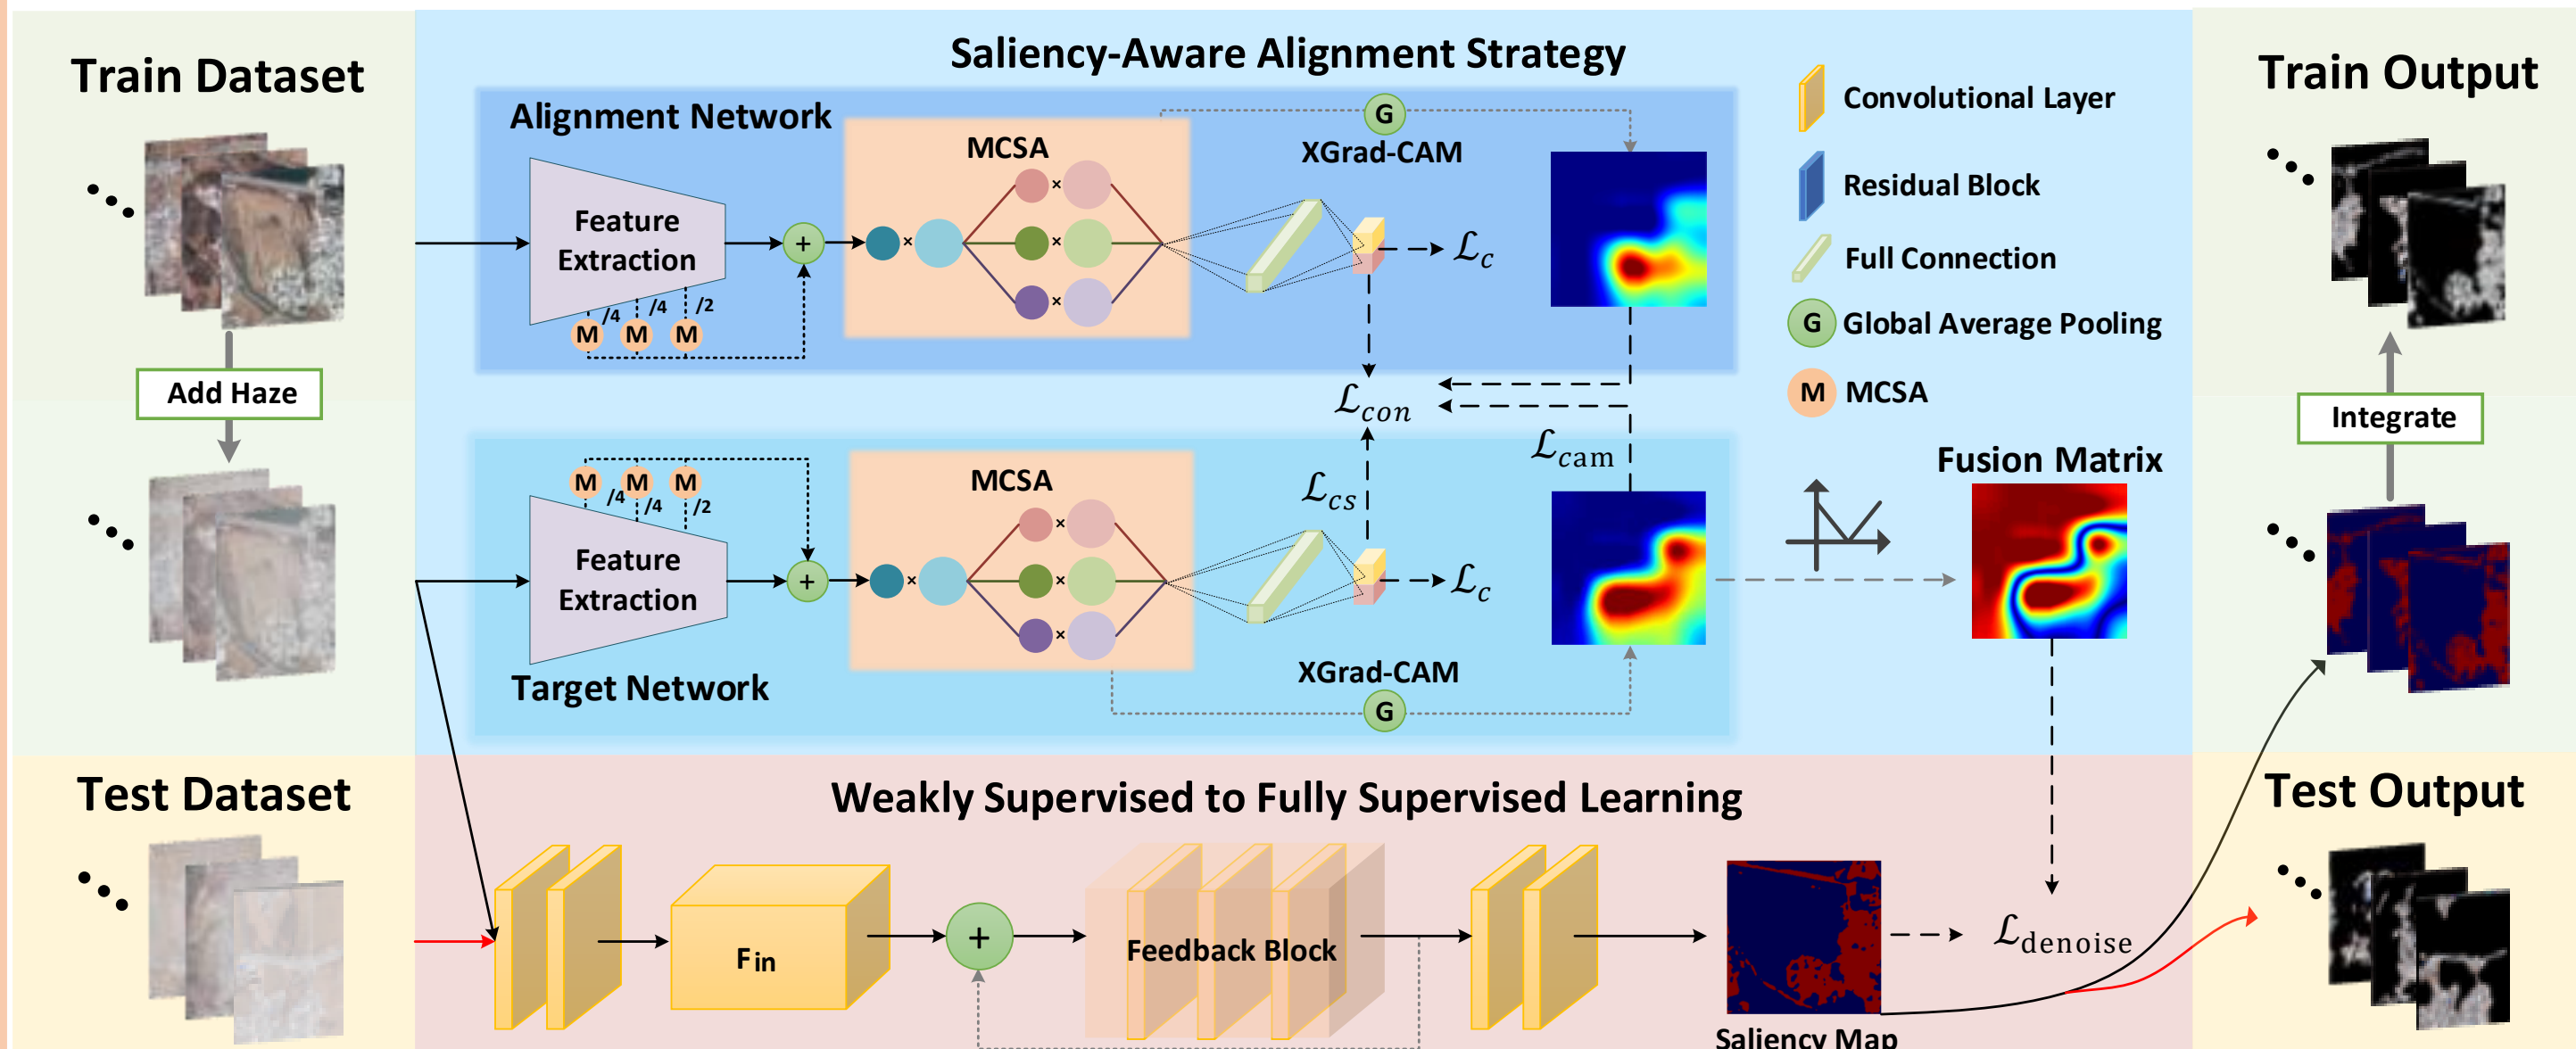 Train Dataset
Add Haze
Test Dataset
Saliency-Aware Alignment Strategy
Alignment Network
Feature
Extraction
/4
/4
/2
M
M
M
+
MCSA
×
×
×
×
G
XGrad-CAM
ℒc
ℒcon
ℒcam
ℒcs
M
M
M
/4
/4
/2
Feature
Extraction
+
MCSA
×
×
×
×
ℒc
XGrad-CAM
G
Target Network
Convolutional Layer
Residual Block
Full Connection
G Global Average Pooling
M MCSA
Fusion Matrix
Weakly Supervised to Fully Supervised Learning
Fin
+
Feedback Block
Saliency Map
ℒdenoise
Train Output
Integrate
Test Output